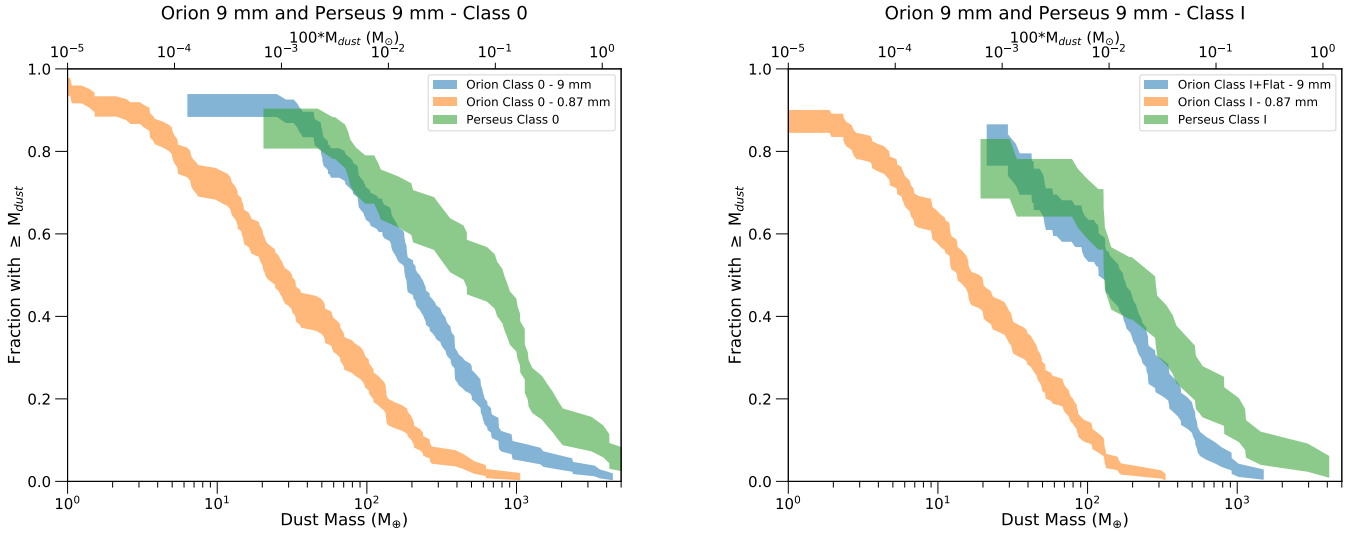 Orion 9 mm and Perseus 9 mm - Class 0
100*M_dust (M_⊙)
10^-5 10^-4 10^-3 10^-2 10^-1 10^0
Orion Class 0 - 9 mm
Orion Class 0 - 0.87 mm
Perseus Class 0
Fraction with ≥ M_dust
1.0
0.8
0.6
0.4
0.2
0.0
10^0 10^1 10^2 10^3
Dust Mass (M_⊕)
Orion 9 mm and Perseus 9 mm - Class I
100*M_dust (M_⊙)
10^-5 10^-4 10^-3 10^-2 10^-1 10^0
Orion Class I+Flat - 9 mm
Orion Class I - 0.87 mm
Perseus Class I
Fraction with ≥ M_dust
1.0
0.8
0.6
0.4
0.2
0.0
10^0 10^1 10^2 10^3
Dust Mass (M_⊕)